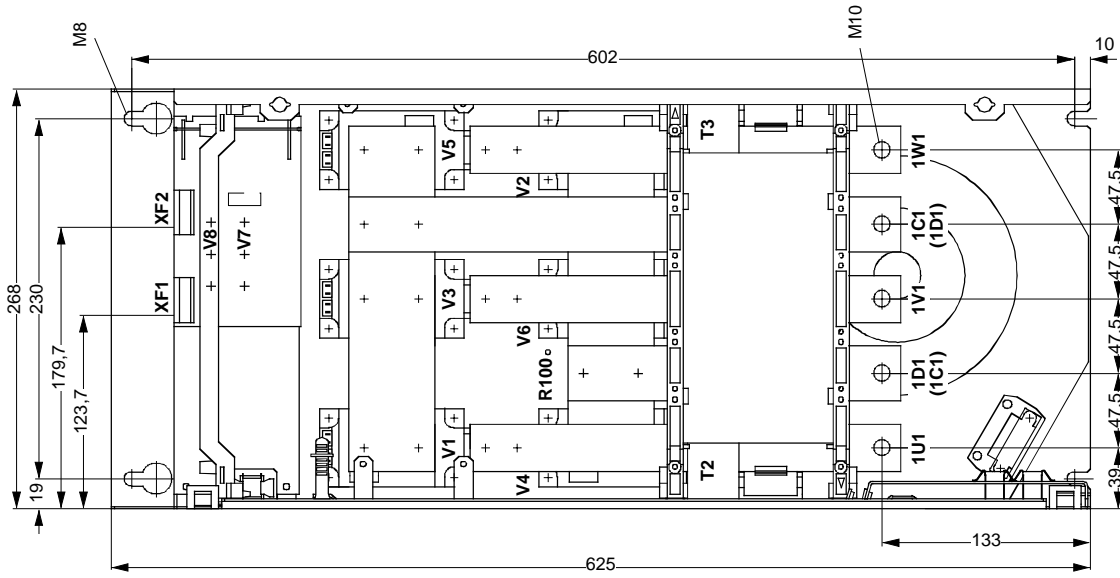 M8
602
M10
10
V5
T3
1W1
V2
47.5
XF2
V8
V7
1C1
(1D1)
47.5
268
230
179,7
123,7
XF1
V3
V6
1V1
47.5
R100
1D1
(1C1)
47.5
V1
V4
T2
1U1
39
19
133
625